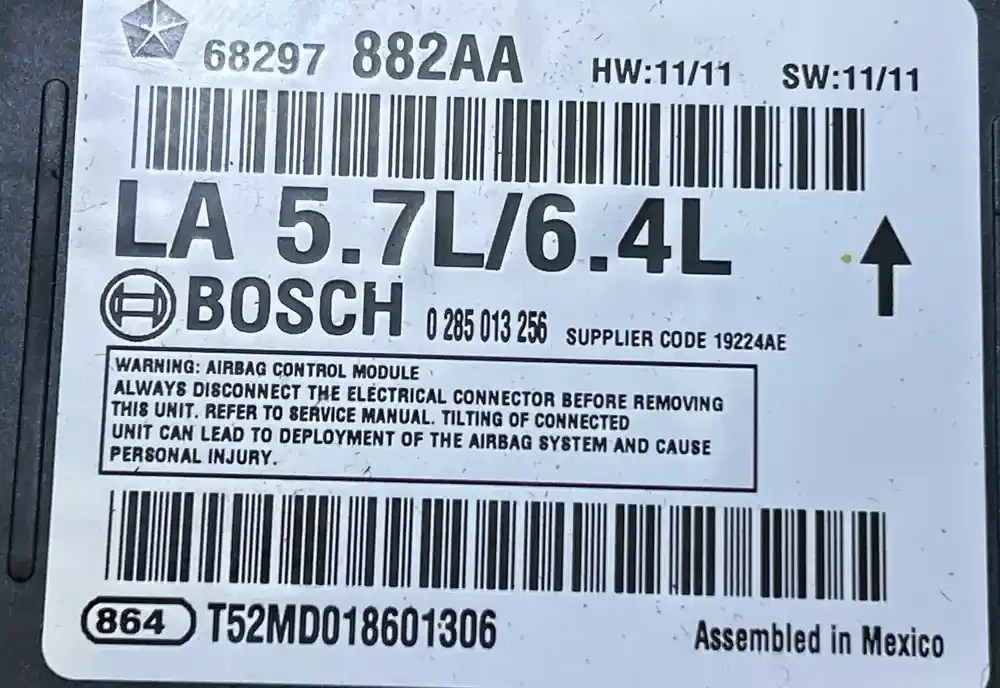 68297 882AA HW:11/11 SW:11/11
LA 5.7L/6.4L
BOSCH 0 285 013 256 SUPPLIER CODE 19224AE
WARNING: AIRBAG CONTROL MODULE
ALWAYS DISCONNECT THE ELECTRICAL CONNECTOR BEFORE REMOVING
THIS UNIT. REFER TO SERVICE MANUAL. TILTING OF CONNECTED
UNIT CAN LEAD TO DEPLOYMENT OF THE AIRBAG SYSTEM AND CAUSE
PERSONAL INJURY.
864 T52MD018601306 Assembled in Mexico